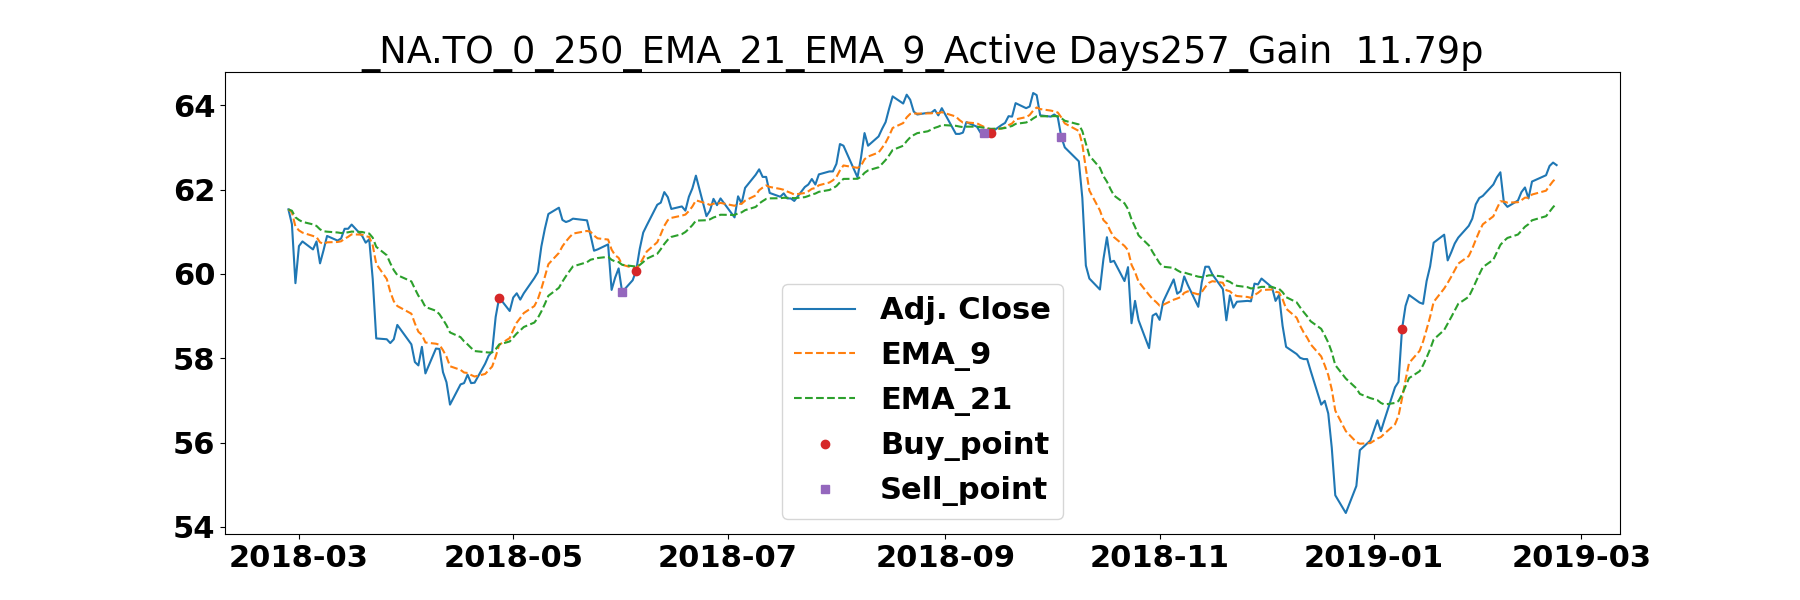 _NA.TO_0_250_EMA_21_EMA_9_Active Days257_Gain  11.79p
64
62
60
58
56
54
Adj. Close
EMA_9
EMA_21
Buy_point
Sell_point
2018-03 2018-05 2018-07 2018-09 2018-11 2019-01 2019-03